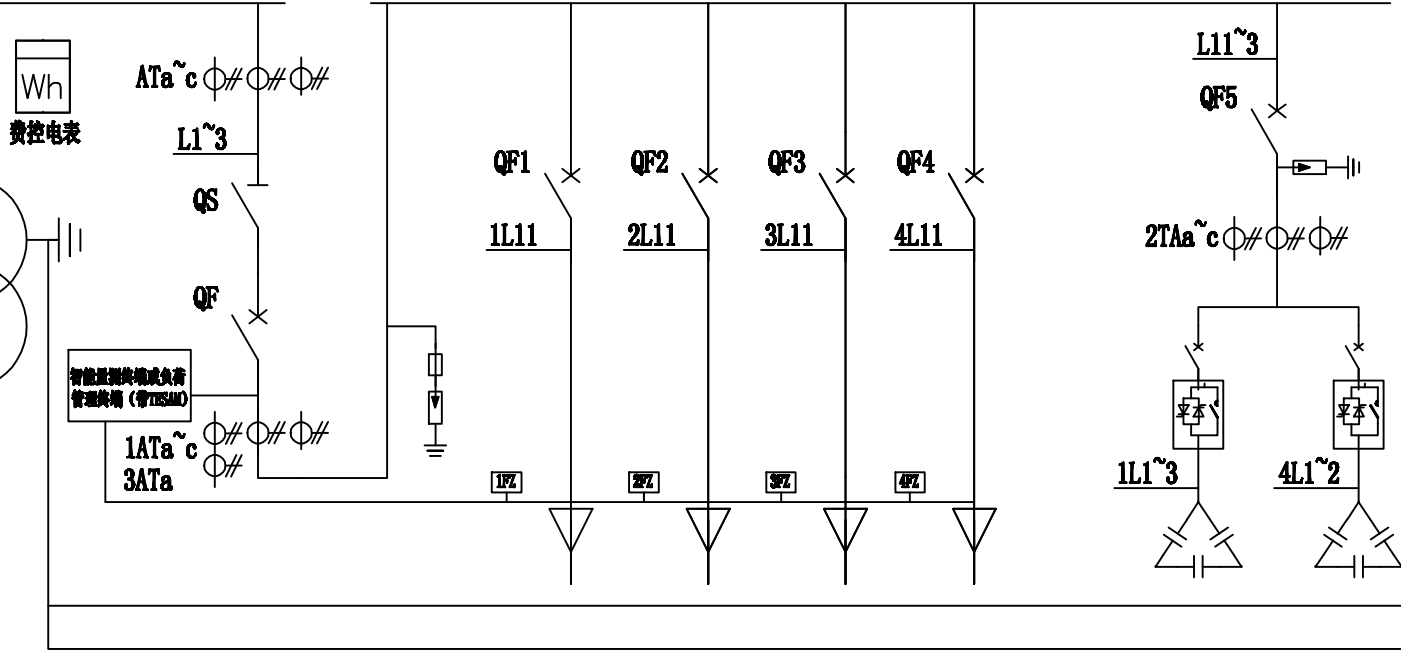 Wh
费控电表
ATa~c
L1~3
QS
QF
智能量测终端或负荷
管理终端（带TESAM）
1ATa~c
3ATa
QF1
QF2
QF3
QF4
1L11
2L11
3L11
4L11
1FZ
2FZ
3FZ
4FZ
L11~3
QF5
2TAa~c
1L1~3
4L1~2